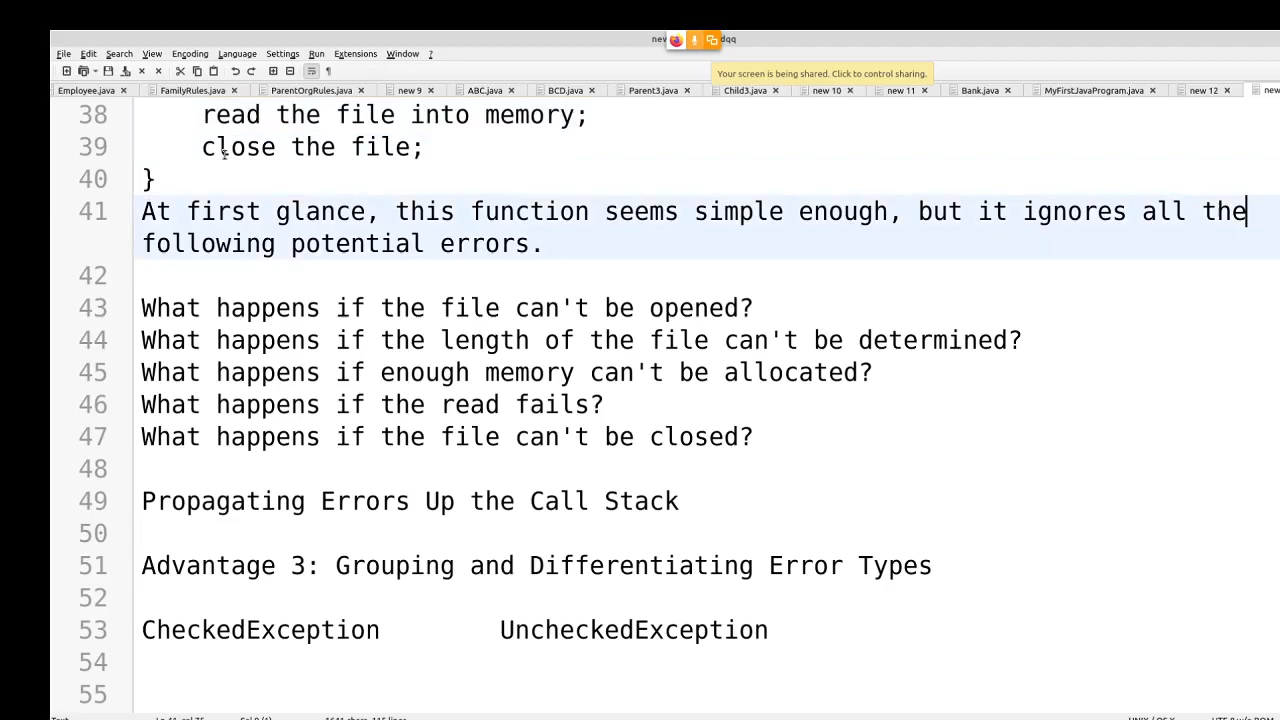 new dqq
File Edit Search View Encoding Language Settings Run Extensions Window ?
Your screen is being shared. Click to control sharing.
Employee.java FamilyRules.java ParentOrgRules.java new 9 ABC.java BCD.java Parent3.java Child3.java new 10 new 11 Bank.java MyFirstJavaProgram.java new 12 new
38 read the file into memory;
39 close the file;
40 }
41 At first glance, this function seems simple enough, but it ignores all the
following potential errors.
42
43 What happens if the file can't be opened?
44 What happens if the length of the file can't be determined?
45 What happens if enough memory can't be allocated?
46 What happens if the read fails?
47 What happens if the file can't be closed?
48
49 Propagating Errors Up the Call Stack
50
51 Advantage 3: Grouping and Differentiating Error Types
52
53 CheckedException UncheckedException
54
55